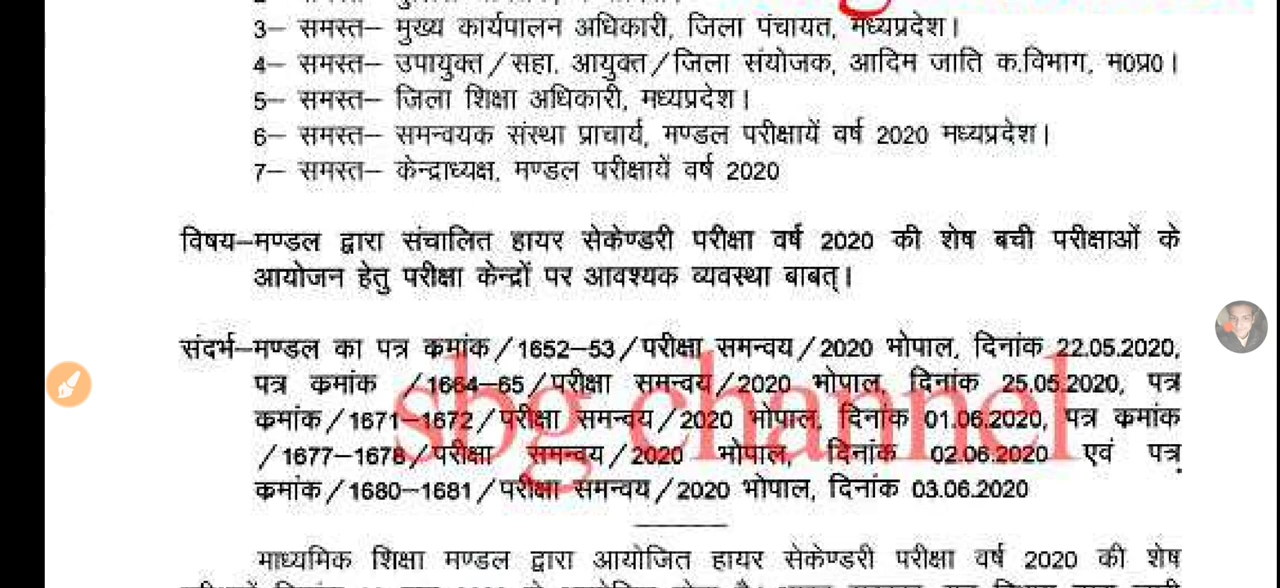 3– समस्त– मुख्य कार्यपालन अधिकारी, जिला पंचायत, मध्यप्रदेश।
4– समस्त– उपायुक्त/सहा. आयुक्त/जिला संयोजक, आदिम जाति क.विभाग, म0प्र0।
5– समस्त– जिला शिक्षा अधिकारी, मध्यप्रदेश।
6– समस्त– समन्वयक संस्था प्राचार्य, मण्डल परीक्षायें वर्ष 2020 मध्यप्रदेश।
7– समस्त– केन्द्राध्यक्ष, मण्डल परीक्षायें वर्ष 2020
विषय–मण्डल द्वारा संचालित हायर सेकेण्डरी परीक्षा वर्ष 2020 की शेष बची परीक्षाओं के
आयोजन हेतु परीक्षा केन्द्रों पर आवश्यक व्यवस्था बाबत्।
संदर्भ–मण्डल का पत्र क्रमांक/1652–53/परीक्षा समन्वय/2020 भोपाल, दिनांक 22.05.2020,
पत्र क्रमांक /1664–65/परीक्षा समन्वय/2020 भोपाल, दिनांक 25.05.2020, पत्र
क्रमांक/1671–1672/परीक्षा समन्वय/2020 भोपाल, दिनांक 01.06.2020, पत्र क्रमांक
/1677–1678/परीक्षा समन्वय/2020 भोपाल, दिनांक 02.06.2020 एवं पत्र
क्रमांक/1680–1681/परीक्षा समन्वय/2020 भोपाल, दिनांक 03.06.2020
sbg channel
माध्यमिक शिक्षा मण्डल द्वारा आयोजित हायर सेकेण्डरी परीक्षा वर्ष 2020 की शेष